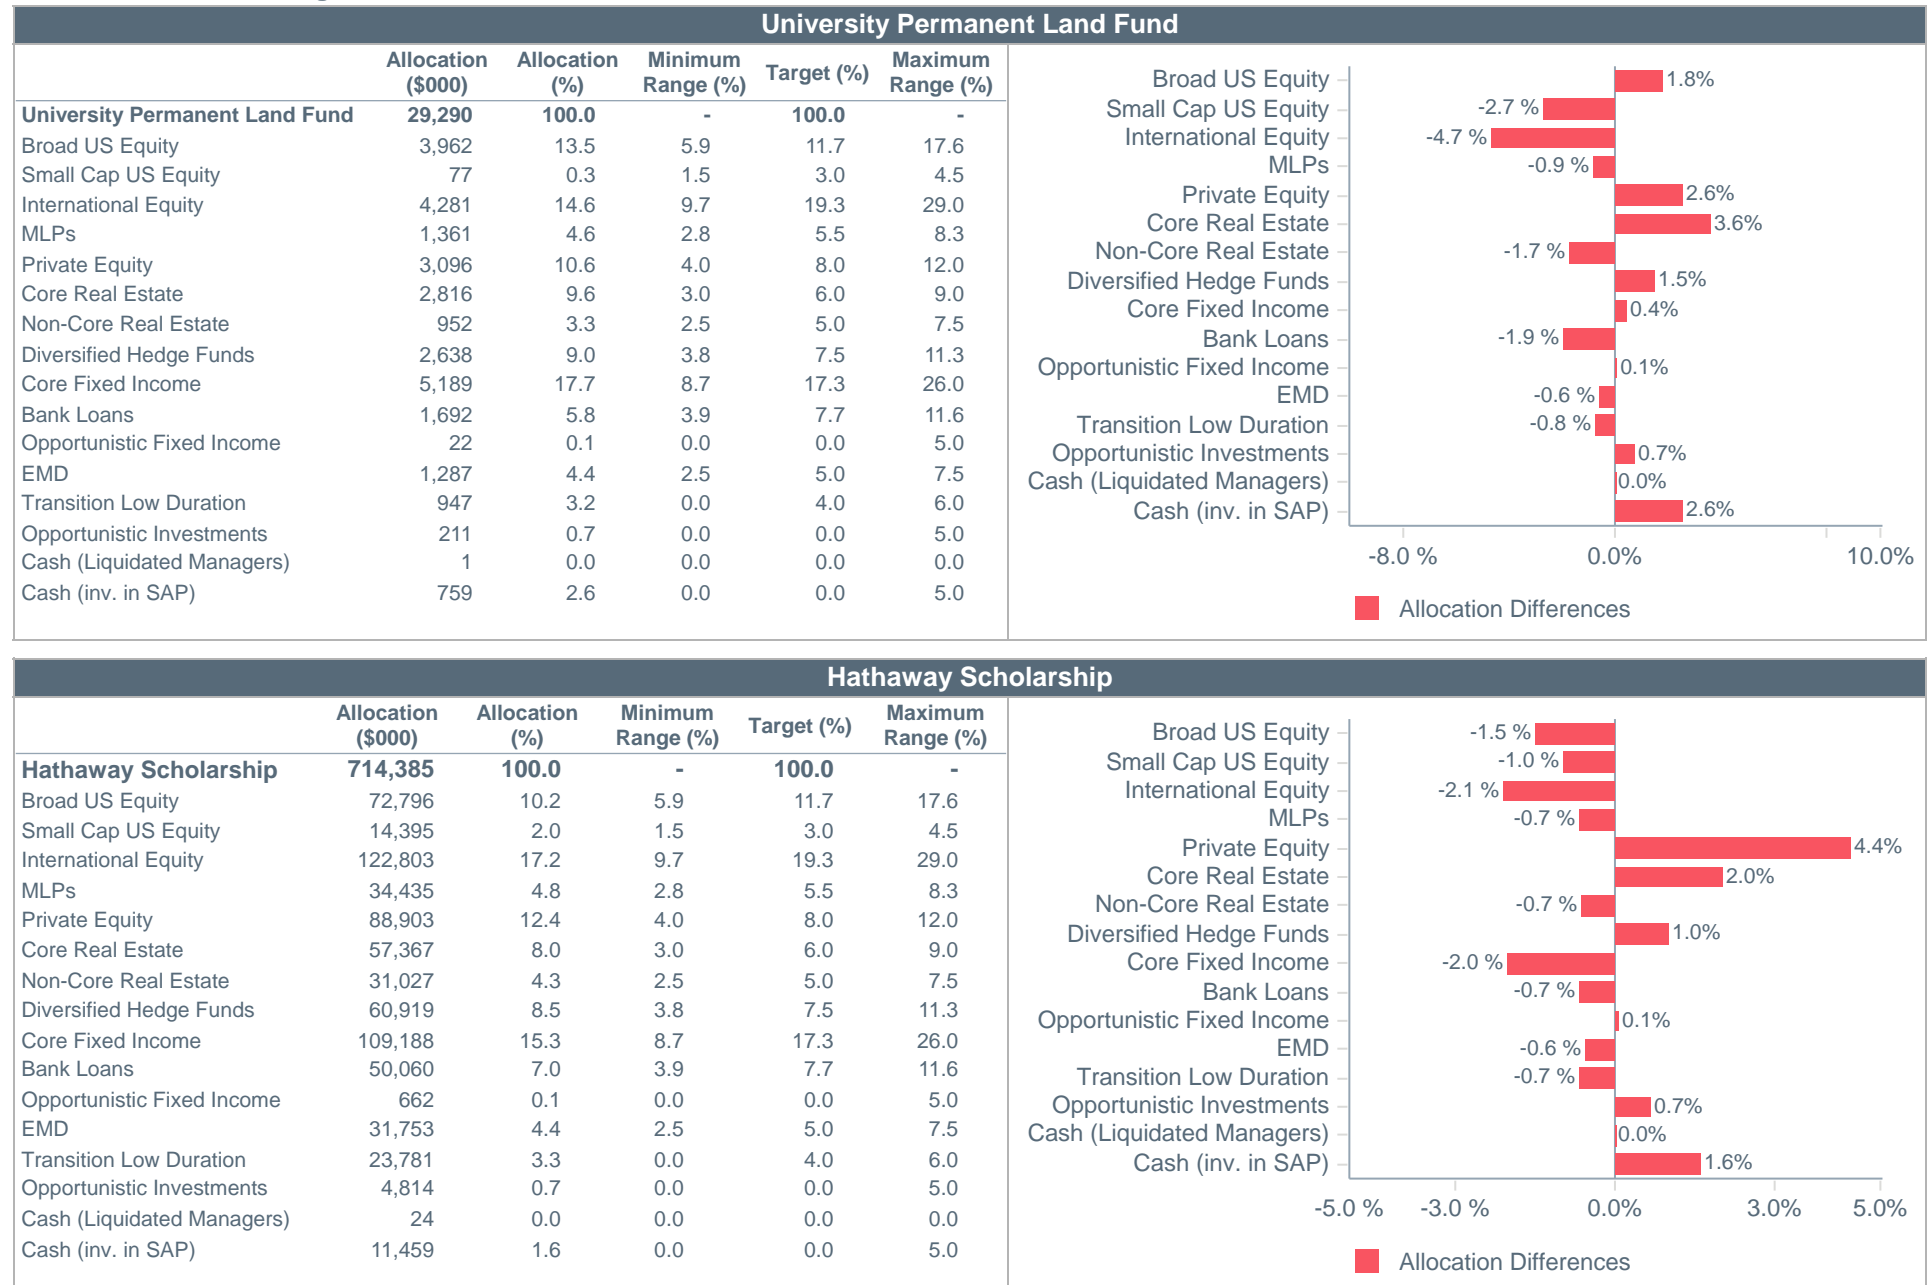 University Permanent Land Fund
Allocation ($000) Allocation (%) Minimum Range (%) Target (%) Maximum Range (%)
University Permanent Land Fund 29,290 100.0 - 100.0 -
Broad US Equity 3,962 13.5 5.9 11.7 17.6
Small Cap US Equity 77 0.3 1.5 3.0 4.5
International Equity 4,281 14.6 9.7 19.3 29.0
MLPs 1,361 4.6 2.8 5.5 8.3
Private Equity 3,096 10.6 4.0 8.0 12.0
Core Real Estate 2,816 9.6 3.0 6.0 9.0
Non-Core Real Estate 952 3.3 2.5 5.0 7.5
Diversified Hedge Funds 2,638 9.0 3.8 7.5 11.3
Core Fixed Income 5,189 17.7 8.7 17.3 26.0
Bank Loans 1,692 5.8 3.9 7.7 11.6
Opportunistic Fixed Income 22 0.1 0.0 0.0 5.0
EMD 1,287 4.4 2.5 5.0 7.5
Transition Low Duration 947 3.2 0.0 4.0 6.0
Opportunistic Investments 211 0.7 0.0 0.0 5.0
Cash (Liquidated Managers) 1 0.0 0.0 0.0 0.0
Cash (inv. in SAP) 759 2.6 0.0 0.0 5.0
Broad US Equity 1.8%
Small Cap US Equity -2.7 %
International Equity -4.7 %
MLPs -0.9 %
Private Equity 2.6%
Core Real Estate 3.6%
Non-Core Real Estate -1.7 %
Diversified Hedge Funds 1.5%
Core Fixed Income 0.4%
Bank Loans -1.9 %
Opportunistic Fixed Income 0.1%
EMD -0.6 %
Transition Low Duration -0.8 %
Opportunistic Investments 0.7%
Cash (Liquidated Managers) 0.0%
Cash (inv. in SAP) 2.6%
-8.0 % 0.0% 10.0%
Allocation Differences
Hathaway Scholarship
Allocation ($000) Allocation (%) Minimum Range (%) Target (%) Maximum Range (%)
Hathaway Scholarship 714,385 100.0 - 100.0 -
Broad US Equity 72,796 10.2 5.9 11.7 17.6
Small Cap US Equity 14,395 2.0 1.5 3.0 4.5
International Equity 122,803 17.2 9.7 19.3 29.0
MLPs 34,435 4.8 2.8 5.5 8.3
Private Equity 88,903 12.4 4.0 8.0 12.0
Core Real Estate 57,367 8.0 3.0 6.0 9.0
Non-Core Real Estate 31,027 4.3 2.5 5.0 7.5
Diversified Hedge Funds 60,919 8.5 3.8 7.5 11.3
Core Fixed Income 109,188 15.3 8.7 17.3 26.0
Bank Loans 50,060 7.0 3.9 7.7 11.6
Opportunistic Fixed Income 662 0.1 0.0 0.0 5.0
EMD 31,753 4.4 2.5 5.0 7.5
Transition Low Duration 23,781 3.3 0.0 4.0 6.0
Opportunistic Investments 4,814 0.7 0.0 0.0 5.0
Cash (Liquidated Managers) 24 0.0 0.0 0.0 0.0
Cash (inv. in SAP) 11,459 1.6 0.0 0.0 5.0
Broad US Equity -1.5 %
Small Cap US Equity -1.0 %
International Equity -2.1 %
MLPs -0.7 %
Private Equity 4.4%
Core Real Estate 2.0%
Non-Core Real Estate -0.7 %
Diversified Hedge Funds 1.0%
Core Fixed Income -2.0 %
Bank Loans -0.7 %
Opportunistic Fixed Income 0.1%
EMD -0.6 %
Transition Low Duration -0.7 %
Opportunistic Investments 0.7%
Cash (Liquidated Managers) 0.0%
Cash (inv. in SAP) 1.6%
-5.0 % -3.0 % 0.0% 3.0% 5.0%
Allocation Differences